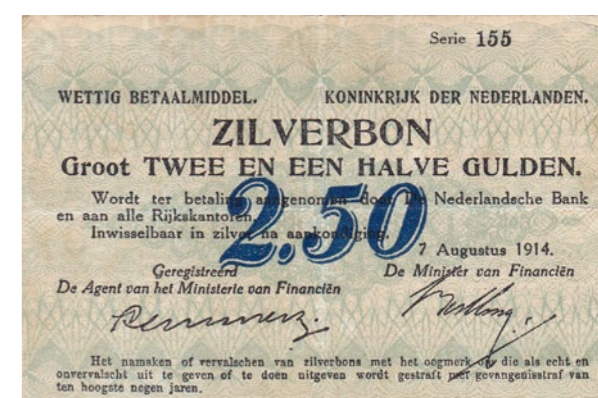 Serie 155
WETTIG BETAALMIDDEL. KONINKRIJK DER NEDERLANDEN.
ZILVERBON
Groot TWEE EN EEN HALVE GULDEN.
Wordt ter betaling aangenomen door De Nederlandsche Bank
en aan alle Rijkskantoren,
Inwisselbaar in zilver na aankondiging.
2.50
7 Augustus 1914.
Geregistreerd De Minister van Financiën
De Agent van het Ministerie van Financiën
Het namaken of vervalschen van zilverbons met het oogmerk om die als echt en
onvervalscht uit te geven of te doen uitgeven wordt gestraft met gevangenisstraf van
ten hoogste negen jaren.